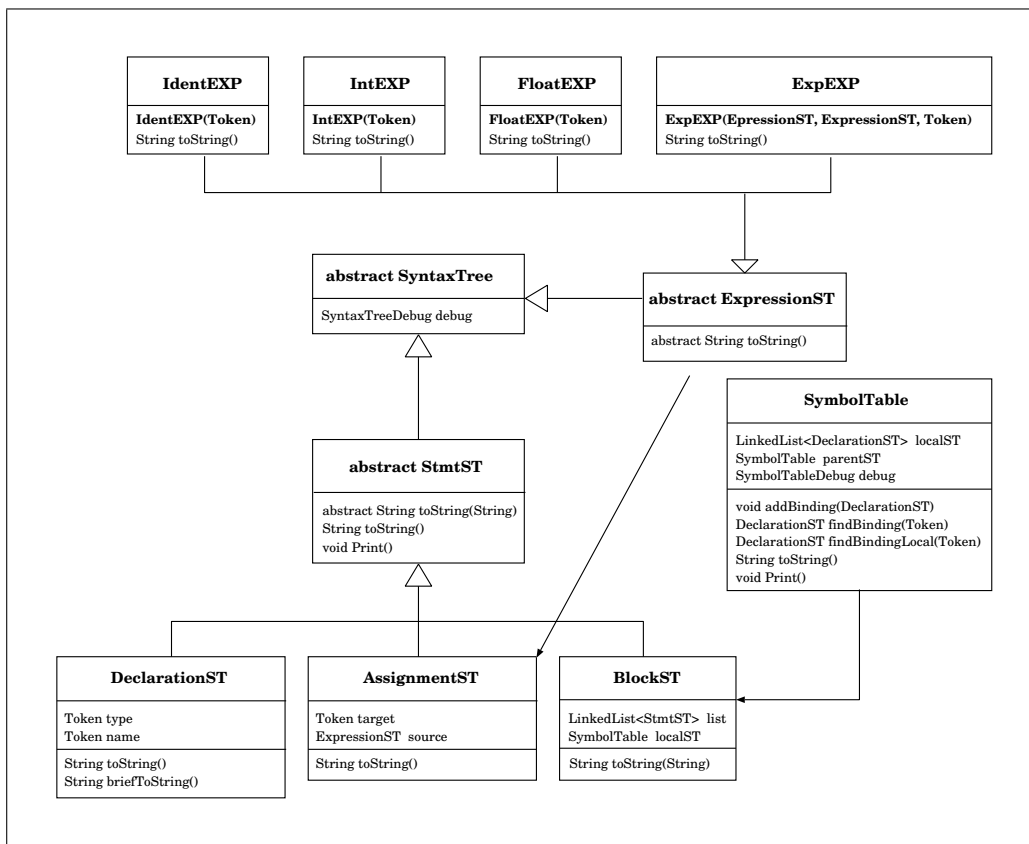 IdentEXP
IdentEXP(Token)
String toString()
IntEXP
IntEXP(Token)
String toString()
FloatEXP
FloatEXP(Token)
String toString()
ExpEXP
ExpEXP(EpressionST, ExpressionST, Token)
String toString()
abstract SyntaxTree
SyntaxTreeDebug debug
abstract ExpressionST
abstract String toString()
SymbolTable
LinkedList<DeclarationST> localST
SymbolTable parentST
SymbolTableDebug debug
void addBinding(DeclarationST)
DeclarationST findBinding(Token)
DeclarationST findBindingLocal(Token)
String toString()
void Print()
abstract StmtST
abstract String toString(String)
String toString()
void Print()
DeclarationST
Token type
Token name
String toString()
String briefToString()
AssignmentST
Token target
ExpressionST source
String toString()
BlockST
LinkedList<StmtST> list
SymbolTable localST
String toString(String)